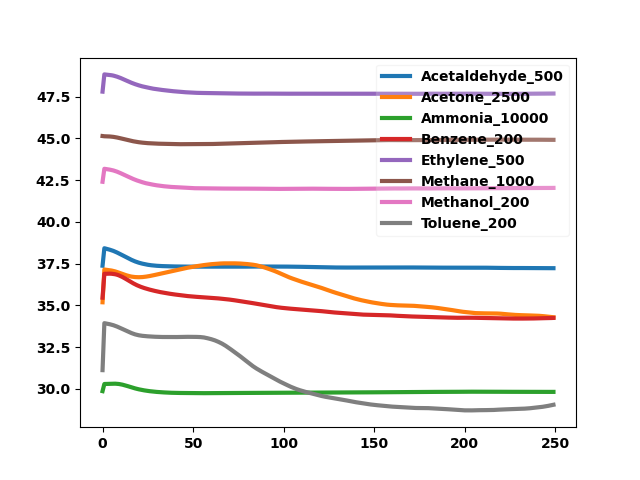 47.5
45.0
42.5
40.0
37.5
35.0
32.5
30.0
0 50 100 150 200 250
Acetaldehyde_500
Acetone_2500
Ammonia_10000
Benzene_200
Ethylene_500
Methane_1000
Methanol_200
Toluene_200